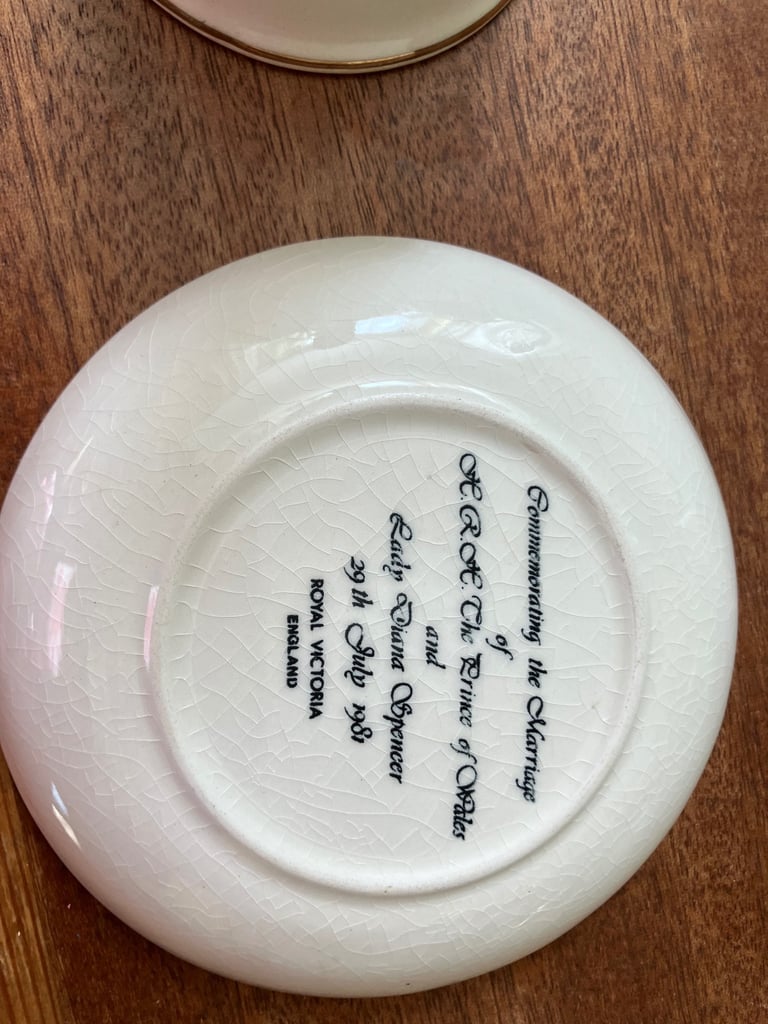 Commemorating the Marriage
of
H.R.H. The Prince of Wales
and
Lady Diana Spencer
29th July 1981
ROYAL VICTORIA
ENGLAND